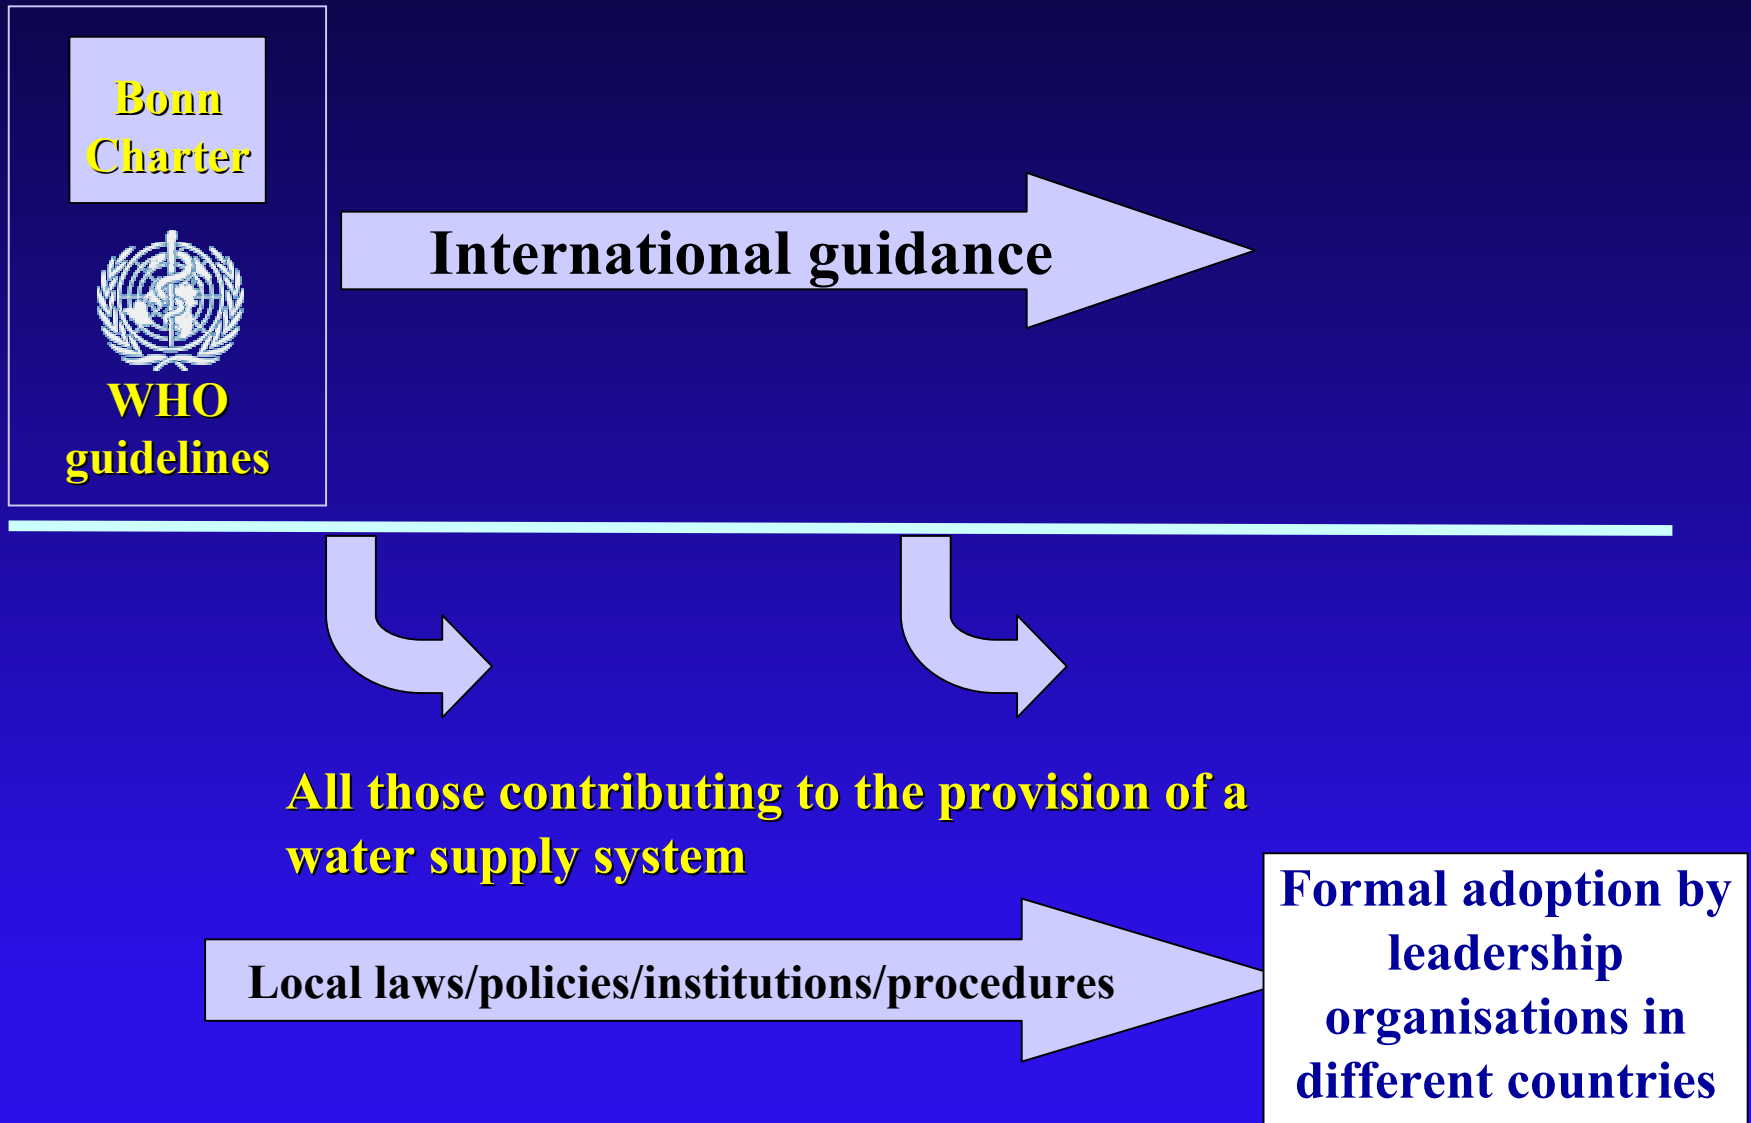 Bonn
Charter
WHO
guidelines
International guidance
All those contributing to the provision of a
water supply system
Local laws/policies/institutions/procedures
Formal adoption by
leadership
organisations in
different countries